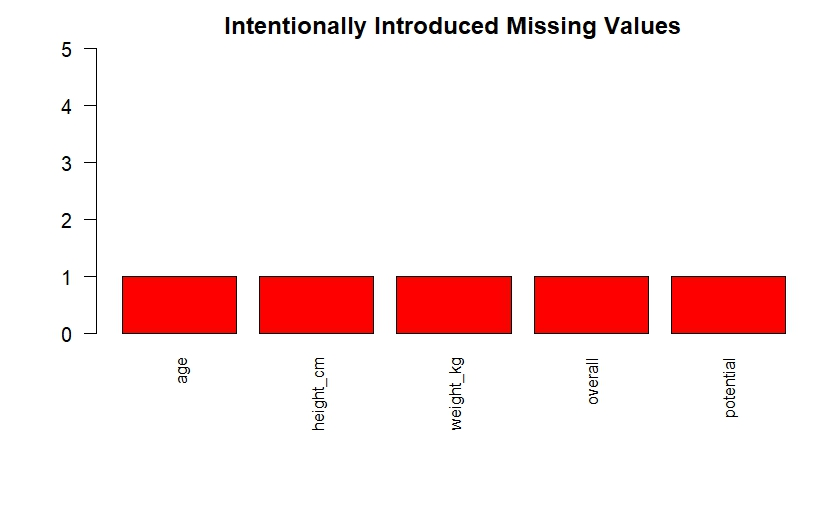 Intentionally Introduced Missing Values
5
4
3
2
1
0
age
height_cm
weight_kg
overall
potential